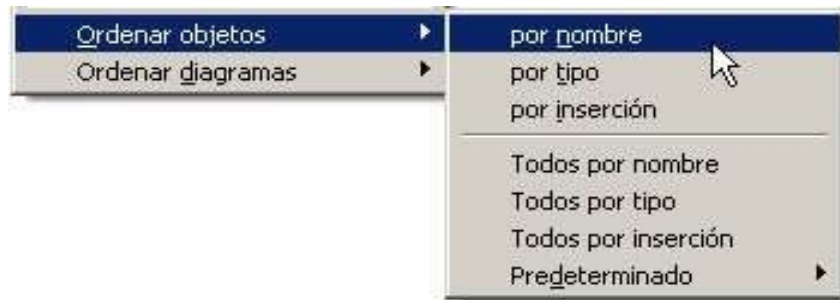 Ordenar objetos
Ordenar diagramas
por nombre
por tipo
por inserción
Todos por nombre
Todos por tipo
Todos por inserción
Predeterminado